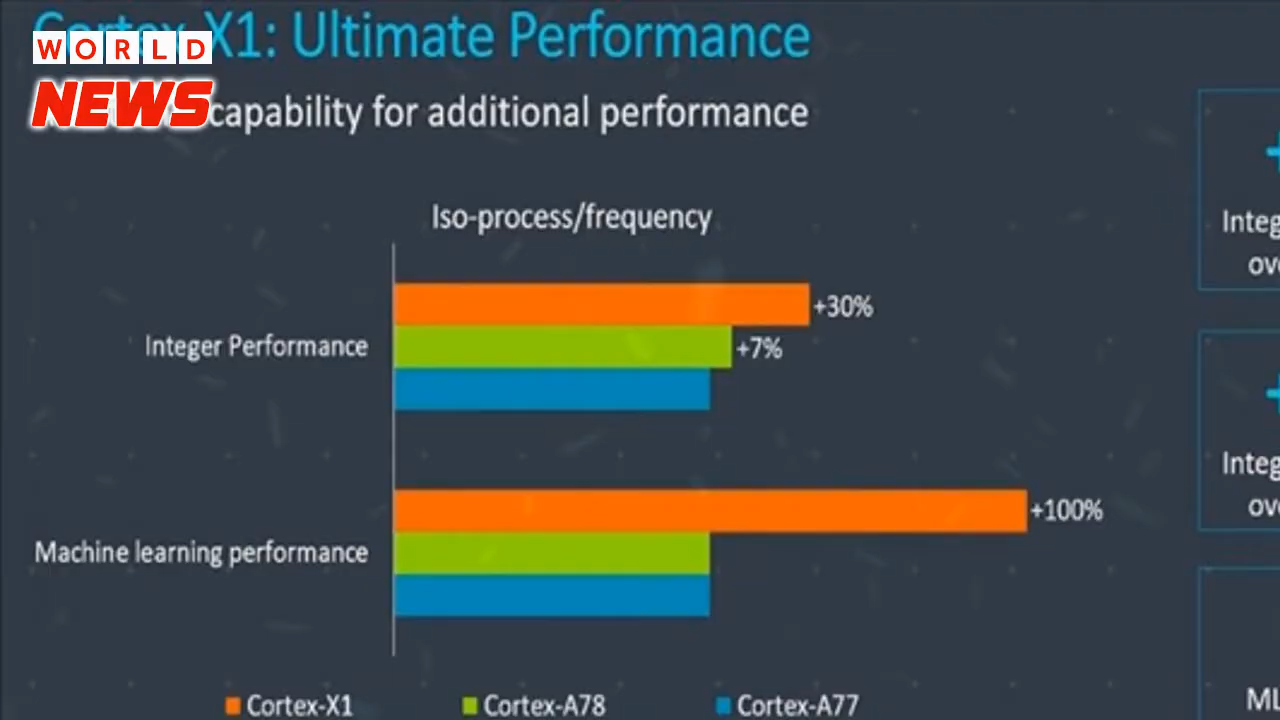 WORLD
NEWS
X1: Ultimate Performance
capability for additional performance
Iso-process/frequency
+30%
Integer Performance
+7%
+100%
Machine learning performance
Cortex-X1
Cortex-A78
Cortex-A77